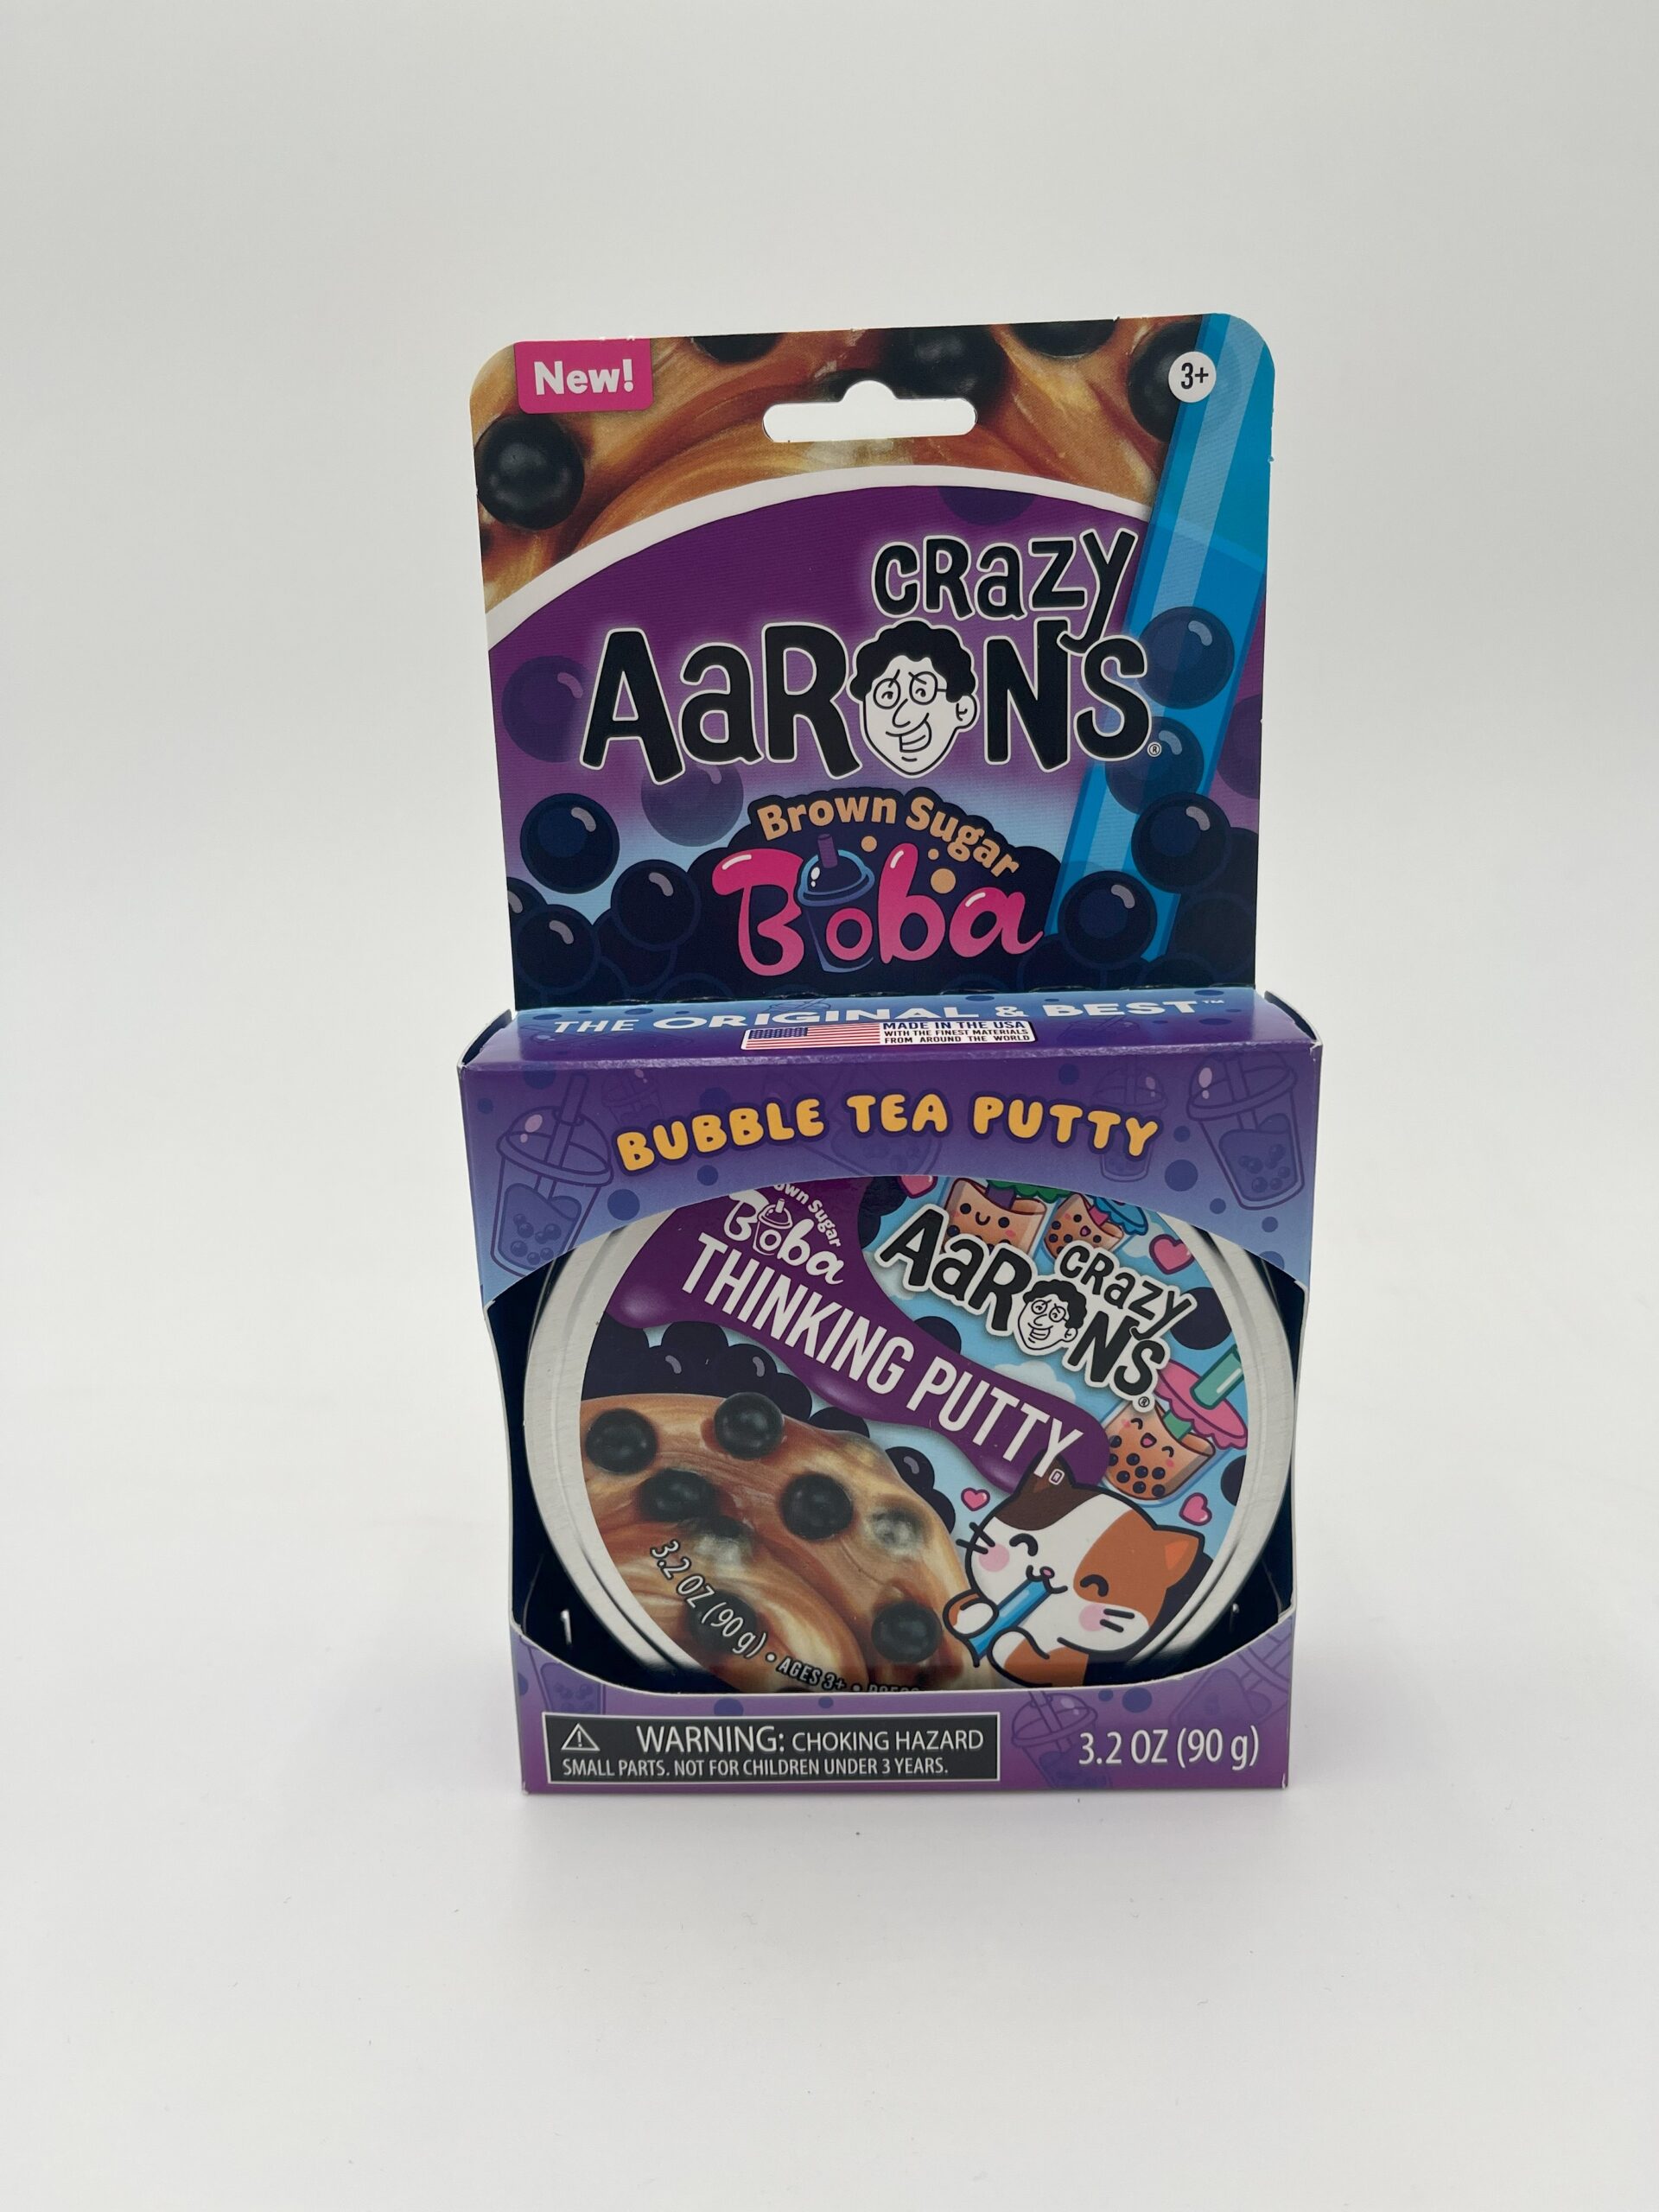 New!
3+
CRaZY
AaRON'S®
Brown Sugar
Boba
THE ORIGINAL & BEST™
MADE IN THE USA
WITH THE FINEST MATERIALS
FROM AROUND THE WORLD
BUBBLE TEA PUTTY
Sugar
Boba
THINKING PUTTY®
CRaZY
AaRON'S®
3.2 OZ (90 g) • AGES 3+ •
WARNING: CHOKING HAZARD
SMALL PARTS. NOT FOR CHILDREN UNDER 3 YEARS.
3.2 OZ (90 g)